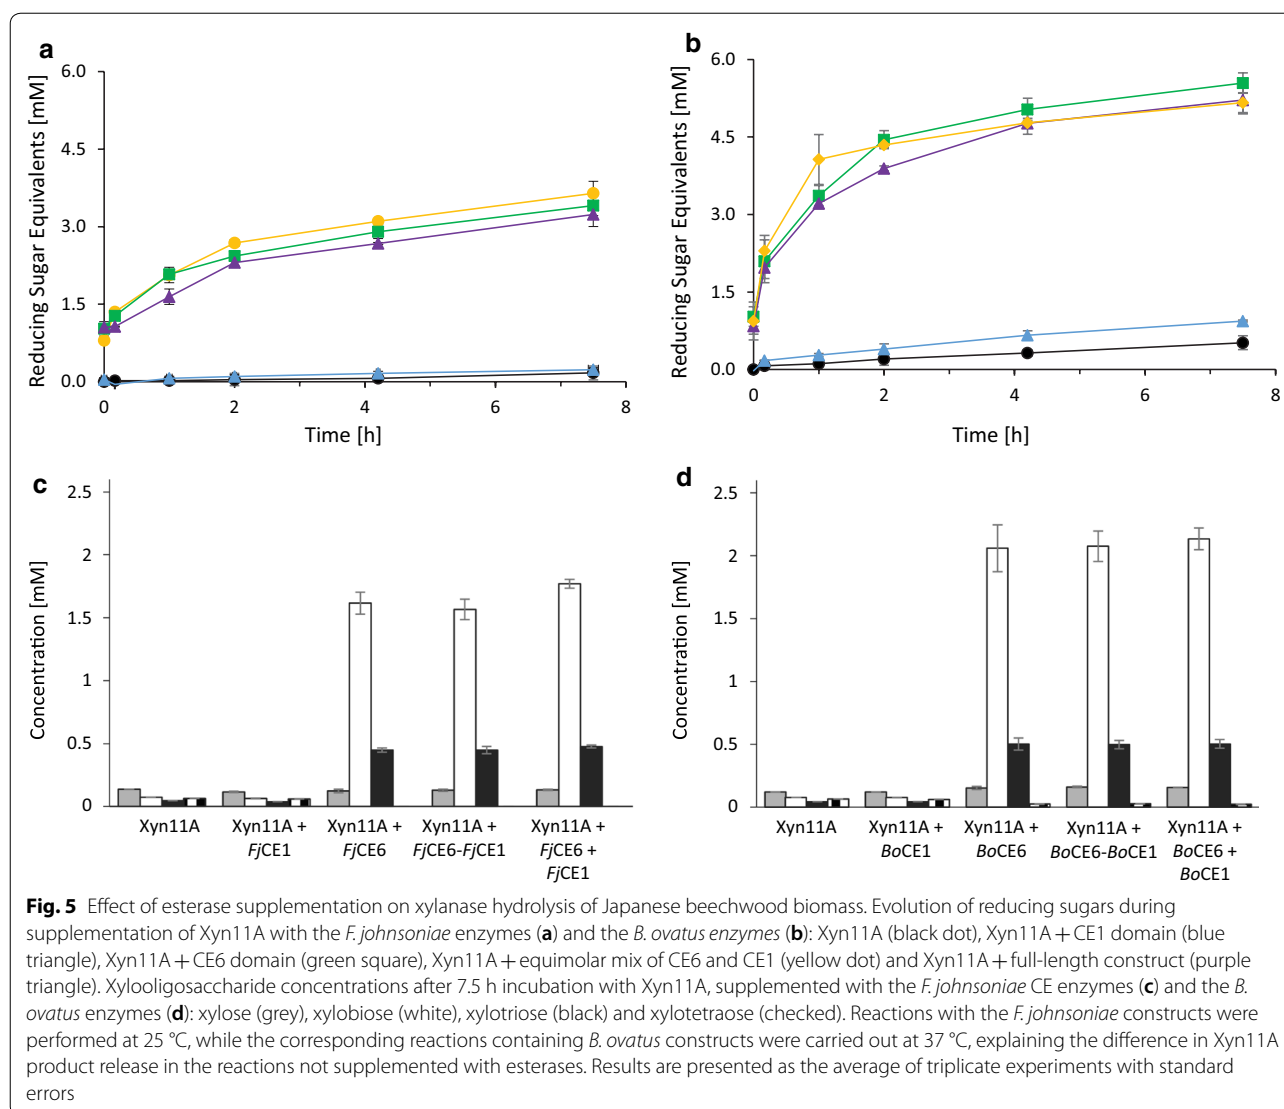 a
Reducing Sugar Equivalents [mM]
6.0
4.5
3.0
1.5
0.0
0 2 4 6 8
Time [h]
b
Reducing Sugar Equivalents [mM]
6.0
4.5
3.0
1.5
0.0
0 2 4 6 8
Time [h]
c
Concentration [mM]
2.5
2
1.5
1
0.5
0
Xyn11A
Xyn11A +
FjCE1
Xyn11A +
FjCE6
Xyn11A +
FjCE6-FjCE1
Xyn11A +
FjCE6 +
FjCE1
d
Concentration [mM]
2.5
2
1.5
1
0.5
0
Xyn11A
Xyn11A +
BoCE1
Xyn11A +
BoCE6
Xyn11A +
BoCE6-BoCE1
Xyn11A +
BoCE6 +
BoCE1
Fig. 5 Effect of esterase supplementation on xylanase hydrolysis of Japanese beechwood biomass. Evolution of reducing sugars during
supplementation of Xyn11A with the F. johnsoniae enzymes (a) and the B. ovatus enzymes (b): Xyn11A (black dot), Xyn11A + CE1 domain (blue
triangle), Xyn11A + CE6 domain (green square), Xyn11A + equimolar mix of CE6 and CE1 (yellow dot) and Xyn11A + full-length construct (purple
triangle). Xylooligosaccharide concentrations after 7.5 h incubation with Xyn11A, supplemented with the F. johnsoniae CE enzymes (c) and the B.
ovatus enzymes (d): xylose (grey), xylobiose (white), xylotriose (black) and xylotetraose (checked). Reactions with the F. johnsoniae constructs were
performed at 25 °C, while the corresponding reactions containing B. ovatus constructs were carried out at 37 °C, explaining the difference in Xyn11A
product release in the reactions not supplemented with esterases. Results are presented as the average of triplicate experiments with standard
errors